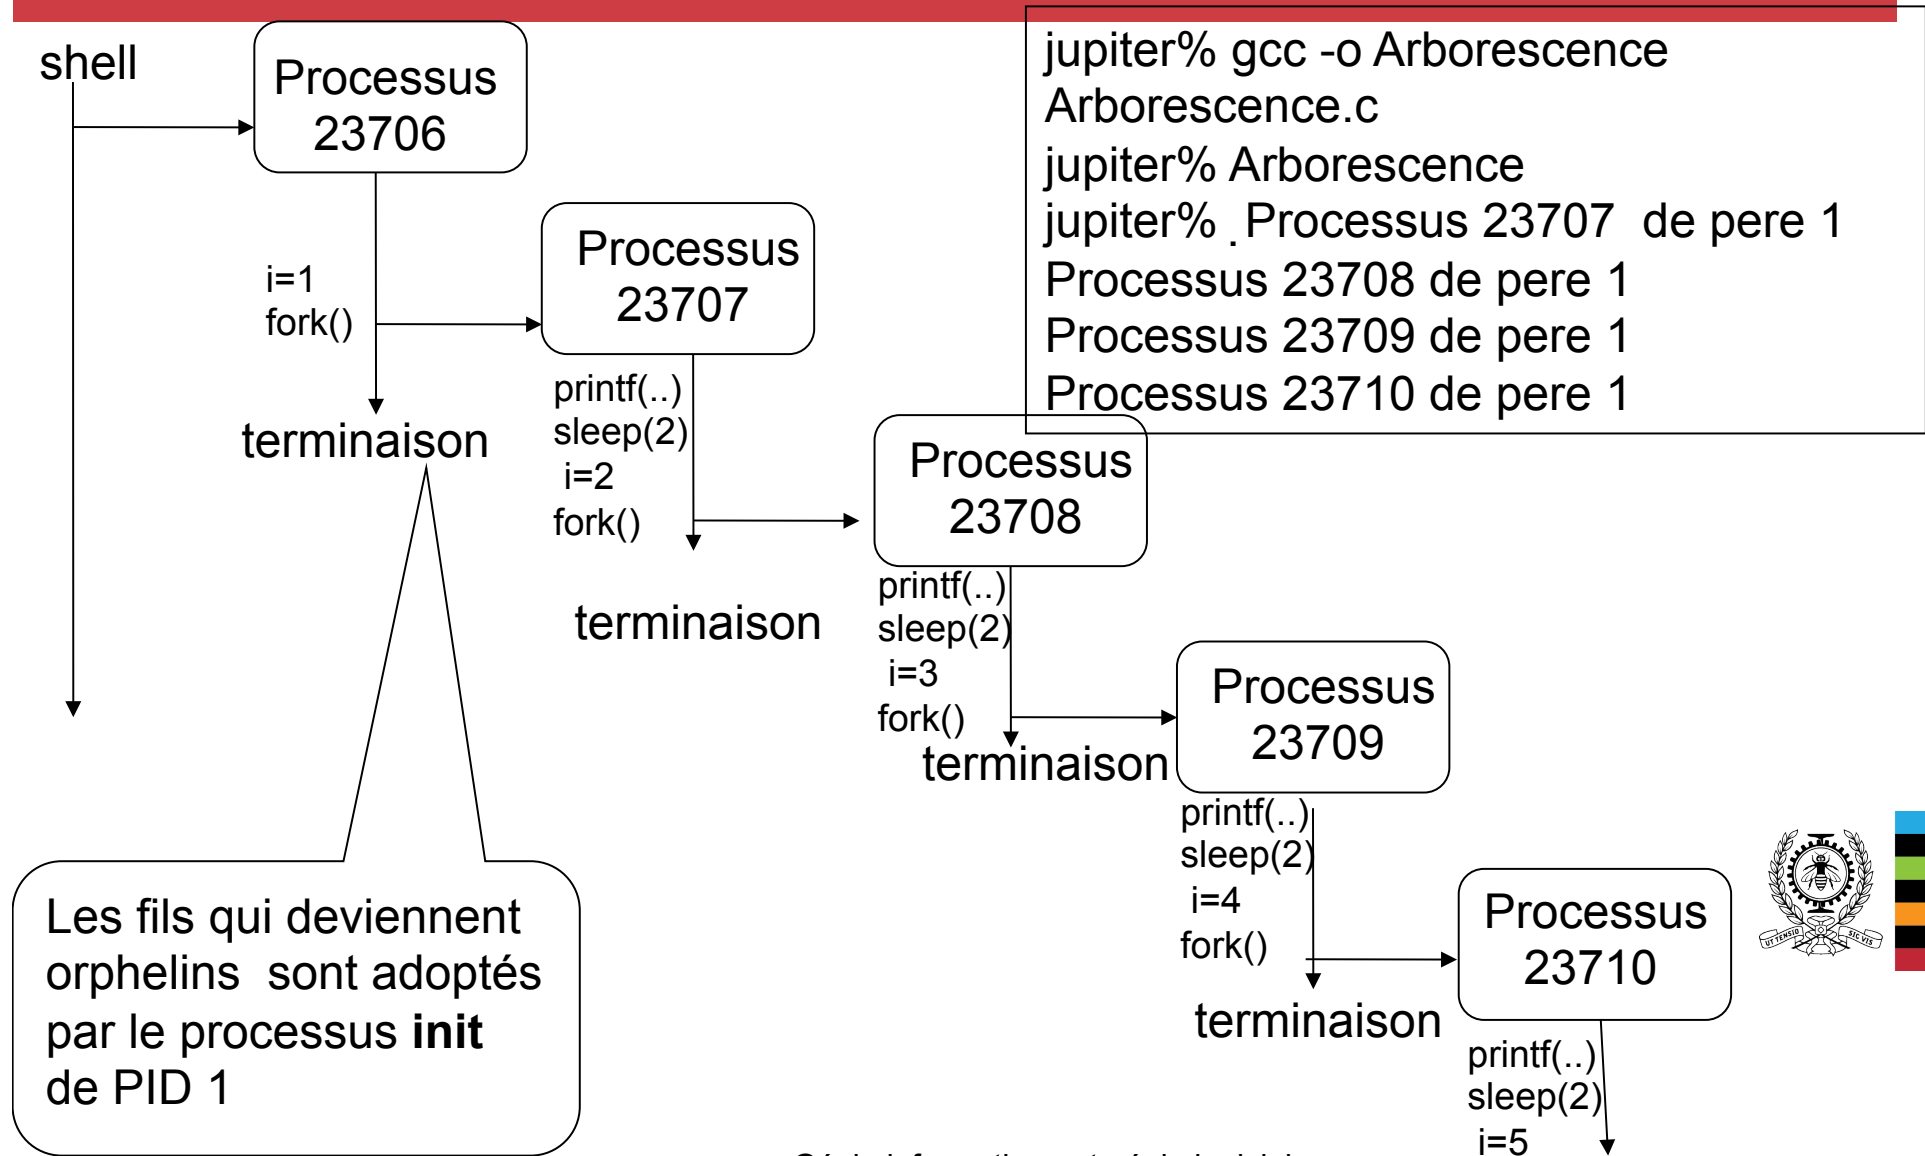 shell
Processus
23706
i=1
fork()
terminaison
Processus
23707
printf(..)
sleep(2)
i=2
fork()
terminaison
Processus
23708
printf(..)
sleep(2)
i=3
fork()
terminaison
Processus
23709
printf(..)
sleep(2)
i=4
fork()
terminaison
Processus
23710
printf(..)
sleep(2)
i=5
jupiter% gcc -o Arborescence
Arborescence.c
jupiter% Arborescence
jupiter% . Processus 23707 de pere 1
Processus 23708 de pere 1
Processus 23709 de pere 1
Processus 23710 de pere 1
Les fils qui deviennent
orphelins sont adoptés
par le processus init
de PID 1
UT TENSIO SIC VIS